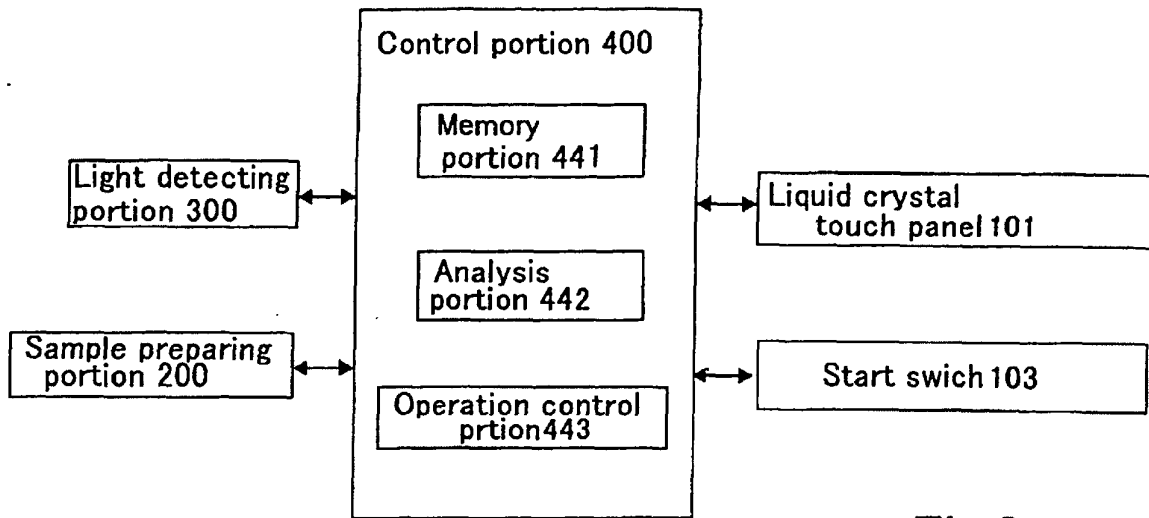 Control portion 400
Memory
portion 441
Analysis
portion 442
Operation control
prtion443
Light detecting
portion 300
Sample preparing
portion 200
Liquid crystal
touch panel 101
Start swich 103